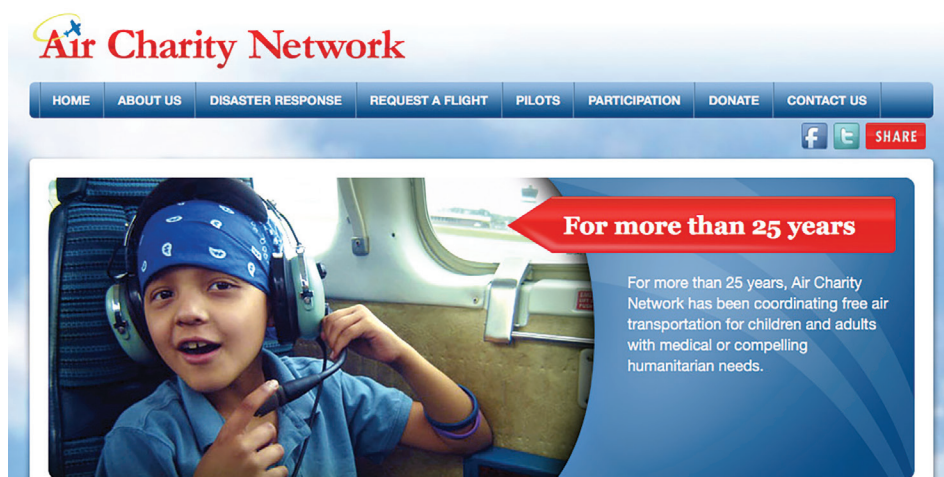 Air Charity Network
HOME ABOUT US DISASTER RESPONSE REQUEST A FLIGHT PILOTS PARTICIPATION DONATE CONTACT US
f t SHARE
For more than 25 years
For more than 25 years, Air Charity
Network has been coordinating free air
transportation for children and adults
with medical or compelling
humanitarian needs.